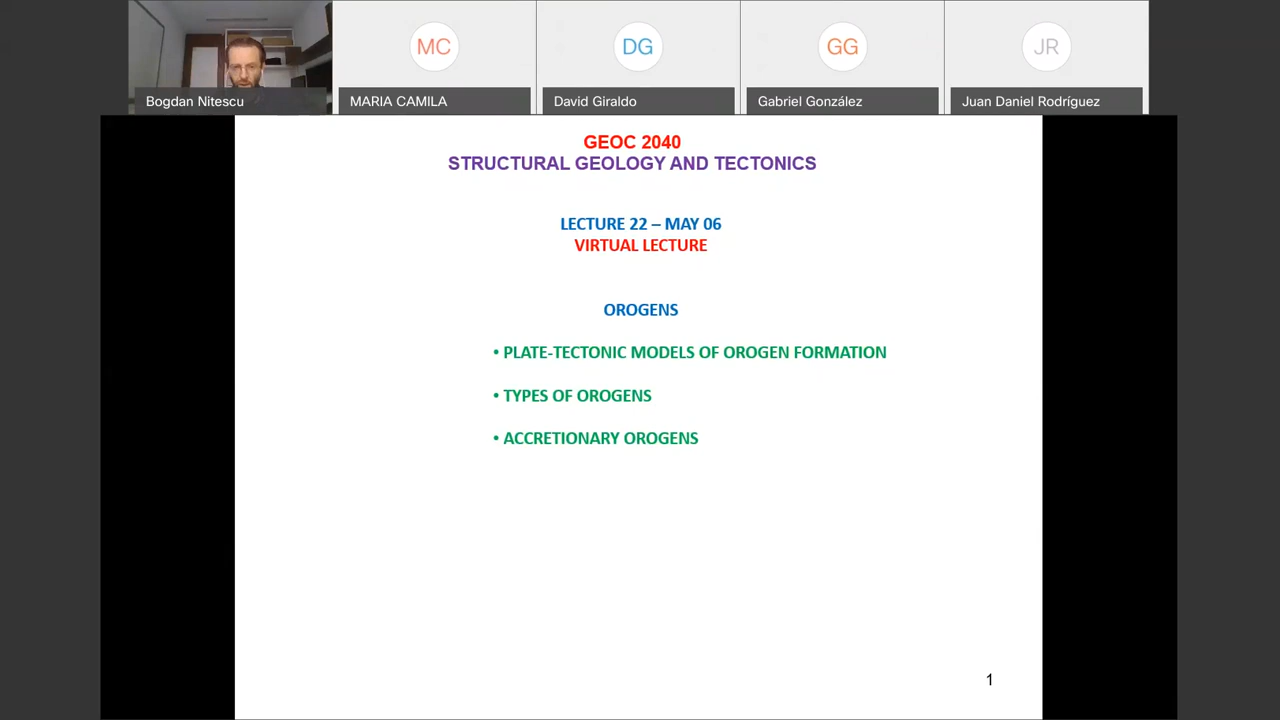 MC
DG
GG
JR
Bogdan Nitescu
MARIA CAMILA
David Giraldo
Gabriel González
Juan Daniel Rodríguez
GEOC 2040
STRUCTURAL GEOLOGY AND TECTONICS
LECTURE 22 – MAY 06
VIRTUAL LECTURE
OROGENS
• PLATE-TECTONIC MODELS OF OROGEN FORMATION
• TYPES OF OROGENS
• ACCRETIONARY OROGENS
1